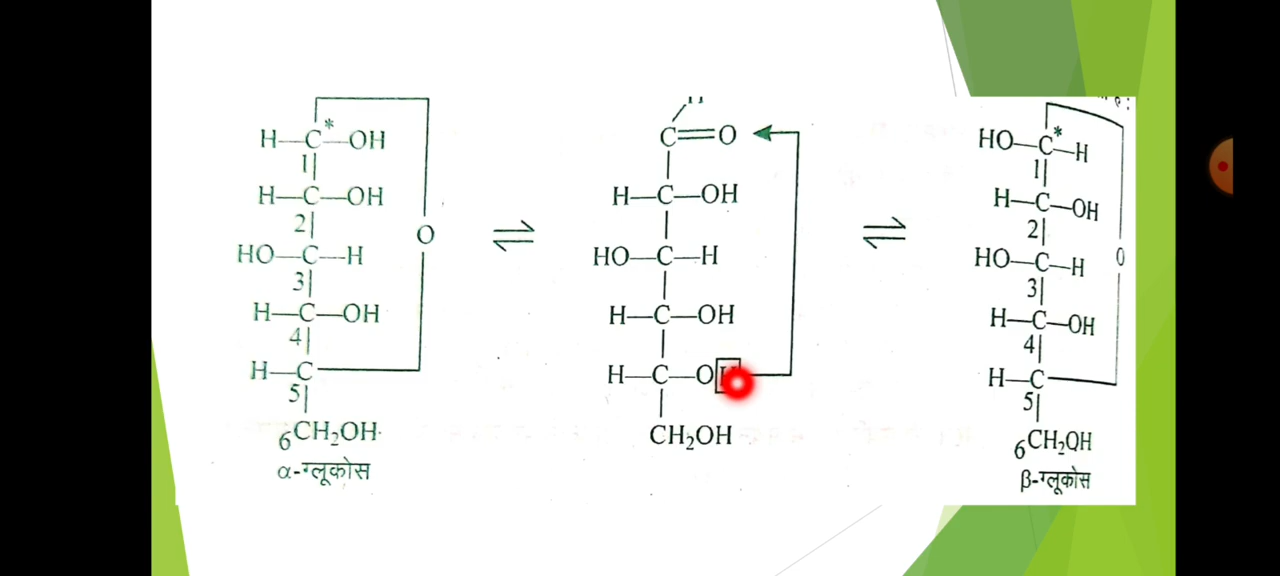 H—C*—OH
1
H—C—OH
2
HO—C—H
3
H—C—OH
4
H—C
5
6CH₂OH
O
α-ग्लूकोस
⇌
C=O
H—C—OH
HO—C—H
H—C—OH
H—C—O
CH₂OH
⇌
HO—C*—H
1
H—C—OH
2
HO—C—H
3
H—C—OH
4
H—C
5
6CH₂OH
O
β-ग्लूकोस